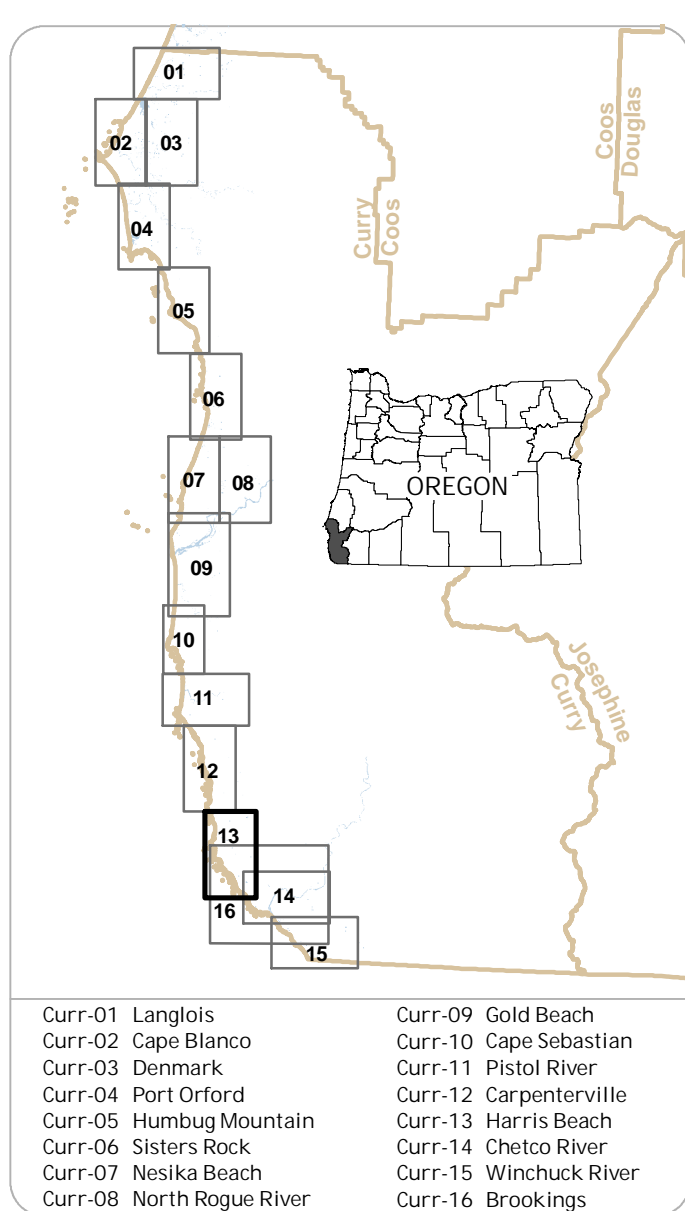 01
02
03
04
05
06
07
08
09
10
11
12
13
14
16
15
Curry
Coos
Coos
Douglas
OREGON
Josephine
Curry
Curr-01 Langlois
Curr-02 Cape Blanco
Curr-03 Denmark
Curr-04 Port Orford
Curr-05 Humbug Mountain
Curr-06 Sisters Rock
Curr-07 Nesika Beach
Curr-08 North Rogue River
Curr-09 Gold Beach
Curr-10 Cape Sebastian
Curr-11 Pistol River
Curr-12 Carpenterville
Curr-13 Harris Beach
Curr-14 Chetco River
Curr-15 Winchuck River
Curr-16 Brookings